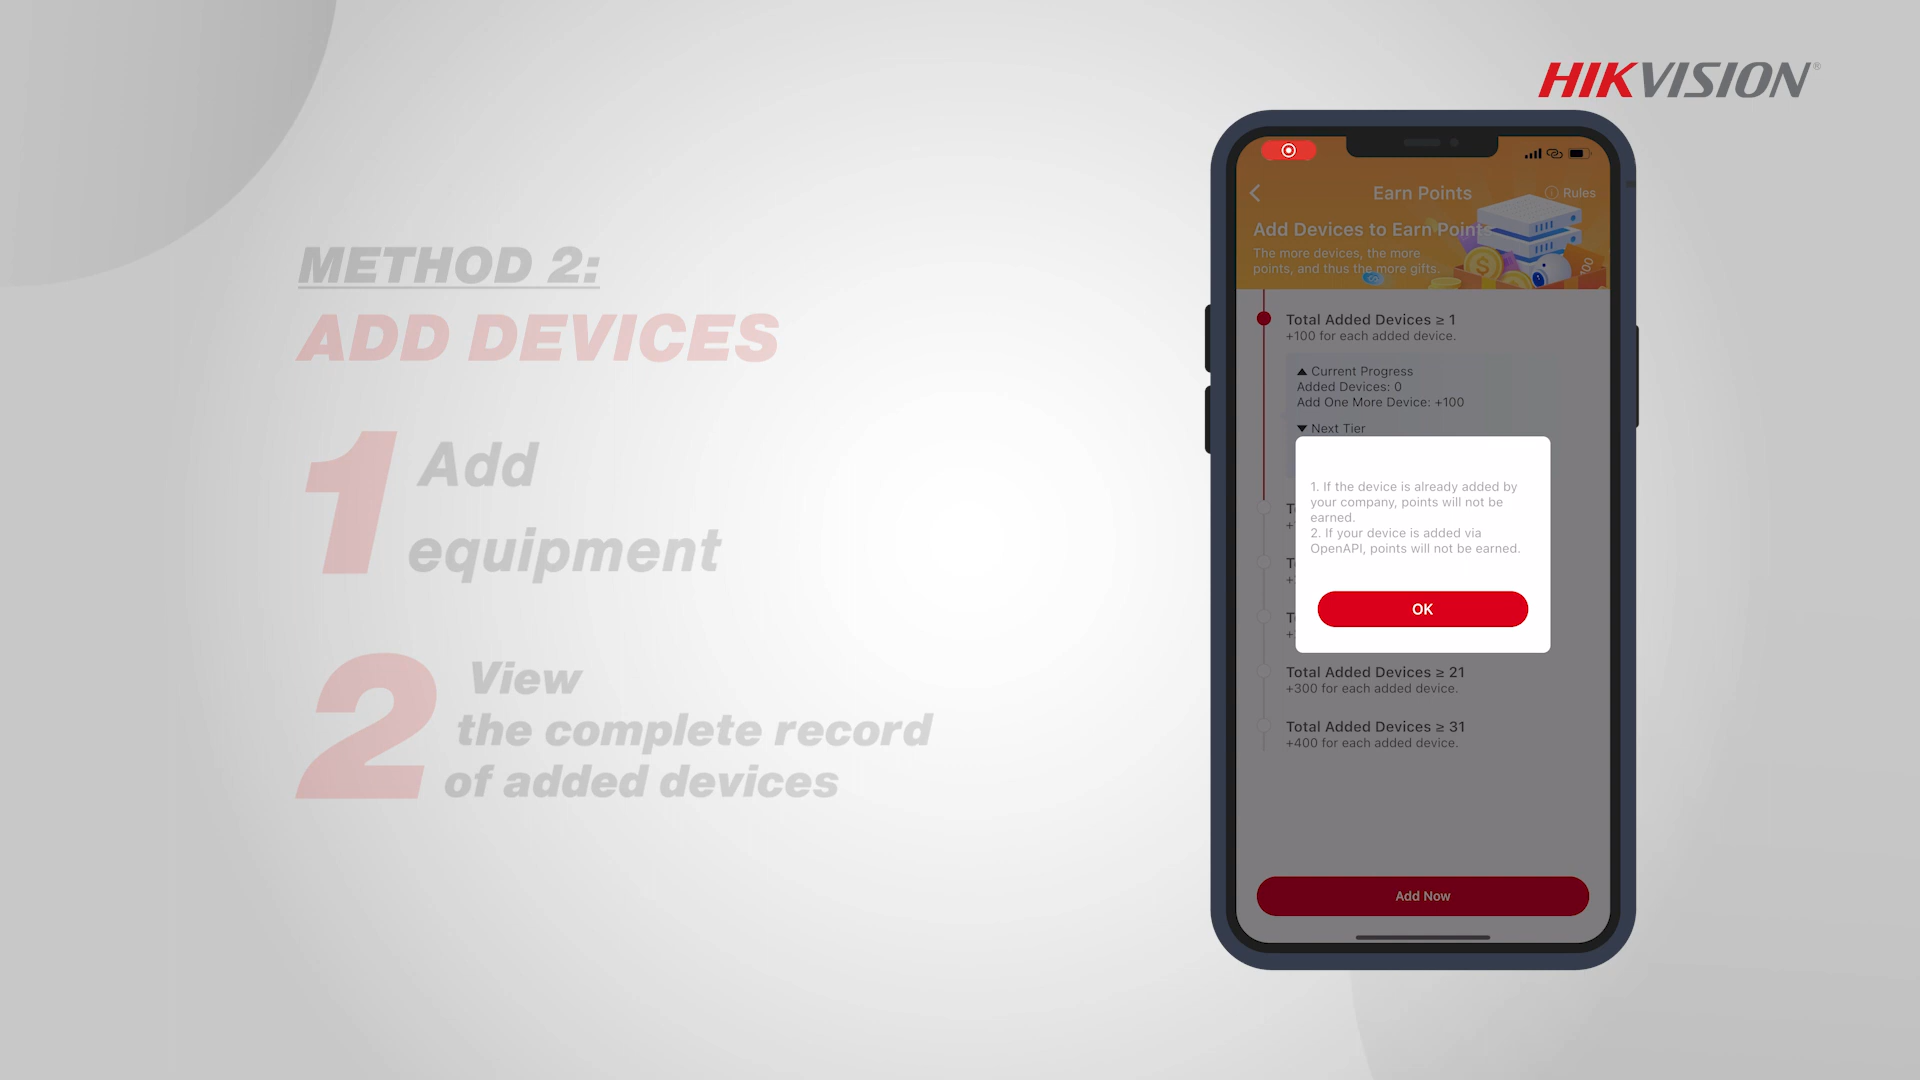 HIKVISION®
METHOD 2:
ADD DEVICES
1 Add
equipment
2 View
the complete record
of added devices
Earn Points
Rules
Add Devices to Earn Points
The more devices, the more
points, and thus the more gifts.
Total Added Devices ≥ 1
+100 for each added device.
▲ Current Progress
Added Devices: 0
Add One More Device: +100
▼ Next Tier
1. If the device is already added by
your company, points will not be
earned.
2. If your device is added via
OpenAPI, points will not be earned.
OK
Total Added Devices ≥ 21
+300 for each added device.
Total Added Devices ≥ 31
+400 for each added device.
Add Now